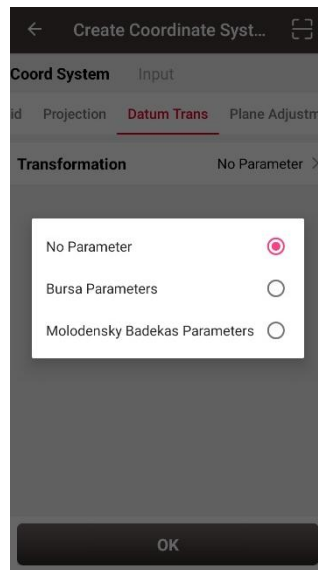 Create Coordinate Syst...
Coord System Input
id Projection Datum Trans Plane Adjustm
Transformation No Parameter
No Parameter
Bursa Parameters
Molodensky Badekas Parameters
OK